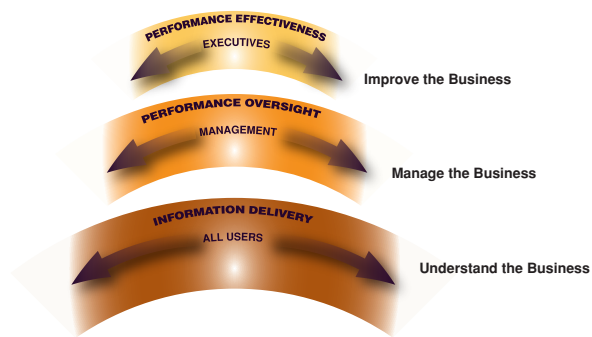 PERFORMANCE EFFECTIVENESS
EXECUTIVES
Improve the Business
PERFORMANCE OVERSIGHT
MANAGEMENT
Manage the Business
INFORMATION DELIVERY
ALL USERS
Understand the Business